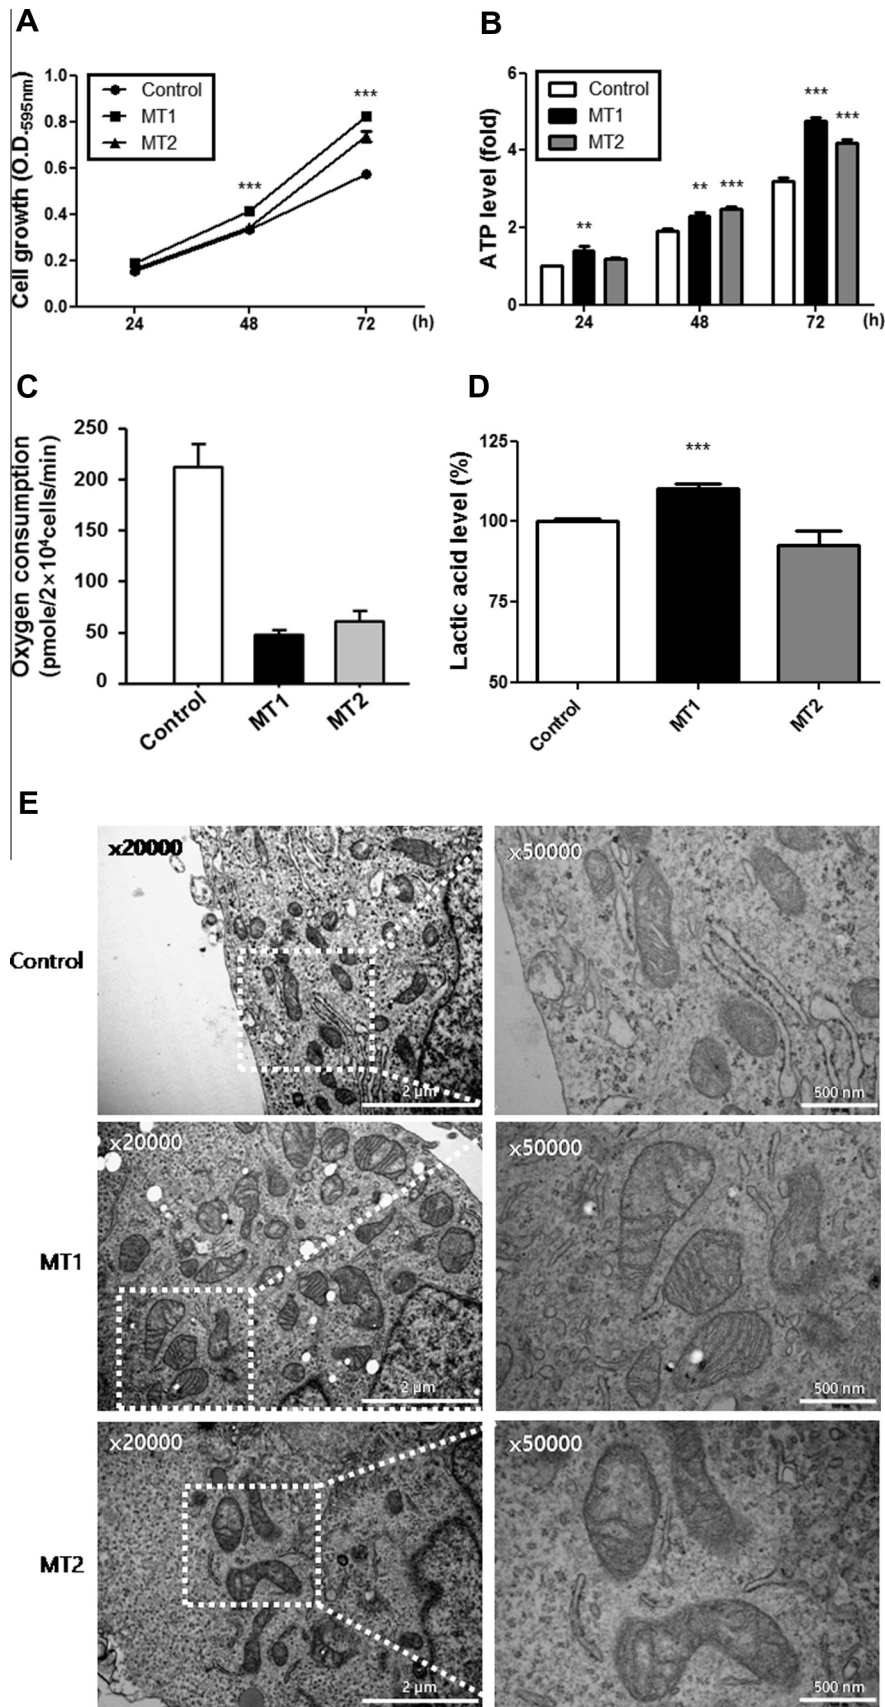 A
Cell growth (O.D.595nm)
1.0
0.8
0.6
0.4
0.2
0.0
Control
MT1
MT2
***
***
24
48
72
(h)
B
ATP level (fold)
6
4
2
0
Control
MT1
MT2
**
**
***
***
***
24
48
72
(h)
C
Oxygen consumption
(pmole/2×10⁴cells/min)
250
200
150
100
50
0
Control
MT1
MT2
D
Lactic acid level (%)
125
100
75
50
***
Control
MT1
MT2
E
Control
x20000
2 μm
x50000
500 nm
MT1
x20000
2 μm
x50000
500 nm
MT2
x20000
2 μm
x50000
500 nm